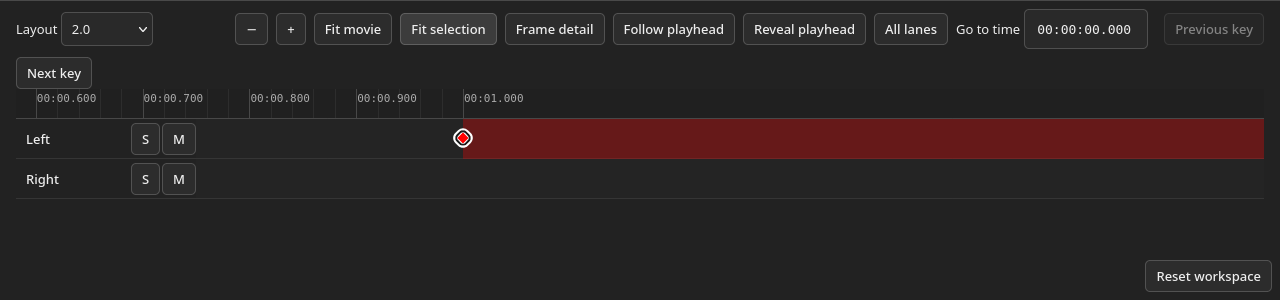 Layout 2.0 − + Fit movie Fit selection Frame detail Follow playhead Reveal playhead All lanes Go to time 00:00:00.000 Previous key
Next key
00:00.600 00:00.700 00:00.800 00:00.900 00:01.000
Left S M
Right S M
Reset workspace